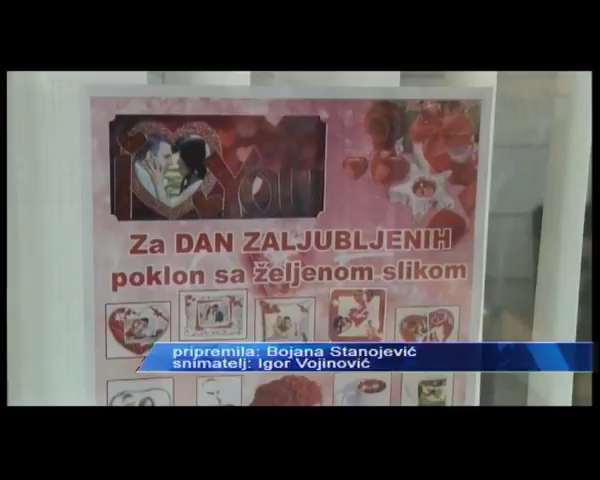 i You
Za DAN ZALJUBLJENIH
poklon sa željenom slikom
pripremila: Bojana Stanojević
snimatelj: Igor Vojinović